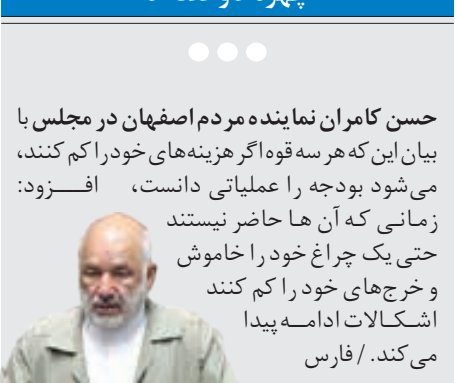 حسن کامران نماینده مردم اصفهان در مجلس با
بیان این که هر سه قوه اگر هزینه‌های خود را کم کنند،
می‌شود بودجه را عملیاتی دانست، افـــزود:
زمانی که آن ها حاضر نیستند
حتی یک چراغ خود را خاموش
و خرج‌های خود را کم کنند
اشکالات ادامه پیدا
می‌کند. / فارس